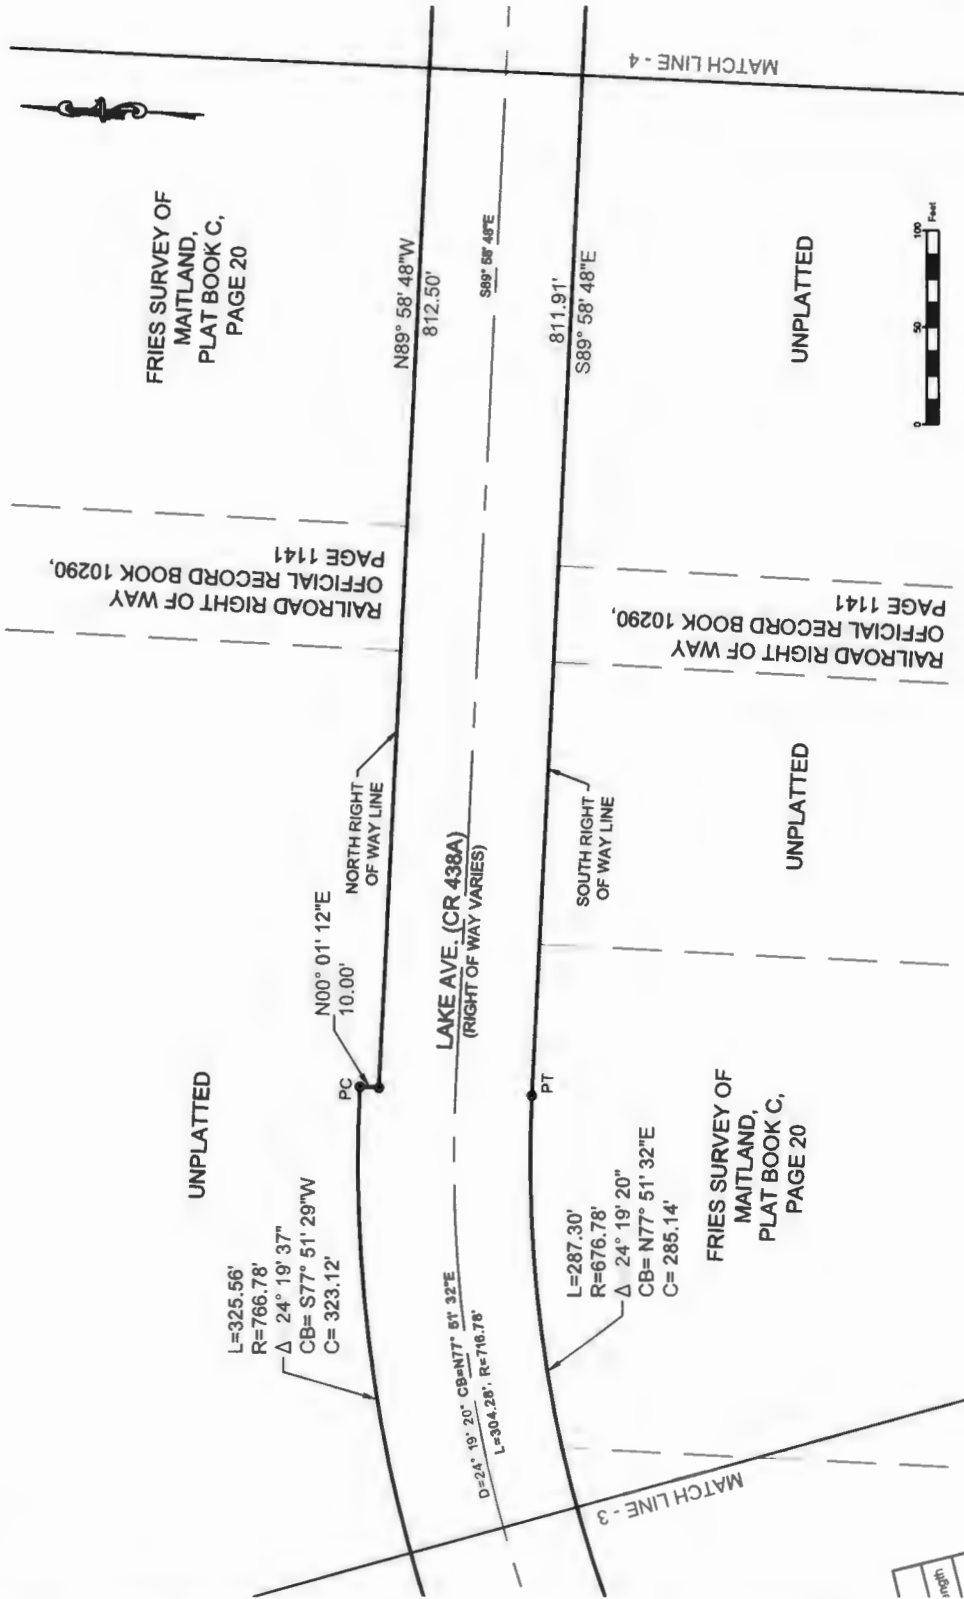 MATCH LINE - 4
FRIES SURVEY OF
MAITLAND,
PLAT BOOK C,
PAGE 20
N89° 58' 48"W
812.50'
S89° 58' 48"E
811.91'
S89° 58' 48"E
UNPLATTED
0
50
100
Feet
RAILROAD RIGHT OF WAY
OFFICIAL RECORD BOOK 10290,
PAGE 1141
RAILROAD RIGHT OF WAY
OFFICIAL RECORD BOOK 10290,
PAGE 1141
NORTH RIGHT
OF WAY LINE
SOUTH RIGHT
OF WAY LINE
UNPLATTED
LAKE AVE. (CR 438A)
(RIGHT OF WAY VARIES)
N00° 01' 12"E
10.00'
PC
PT
UNPLATTED
L=325.56'
R=766.78'
Δ 24° 19' 37"
CB= S77° 51' 29"W
C= 323.12'
D=24° 19' 20" CB=N77° 51' 32"E
L=304.28', R=716.78'
L=287.30'
R=676.78'
Δ 24° 19' 20"
CB= N77° 51' 32"E
C= 285.14'
FRIES SURVEY OF
MAITLAND,
PLAT BOOK C,
PAGE 20
MATCH LINE - 3